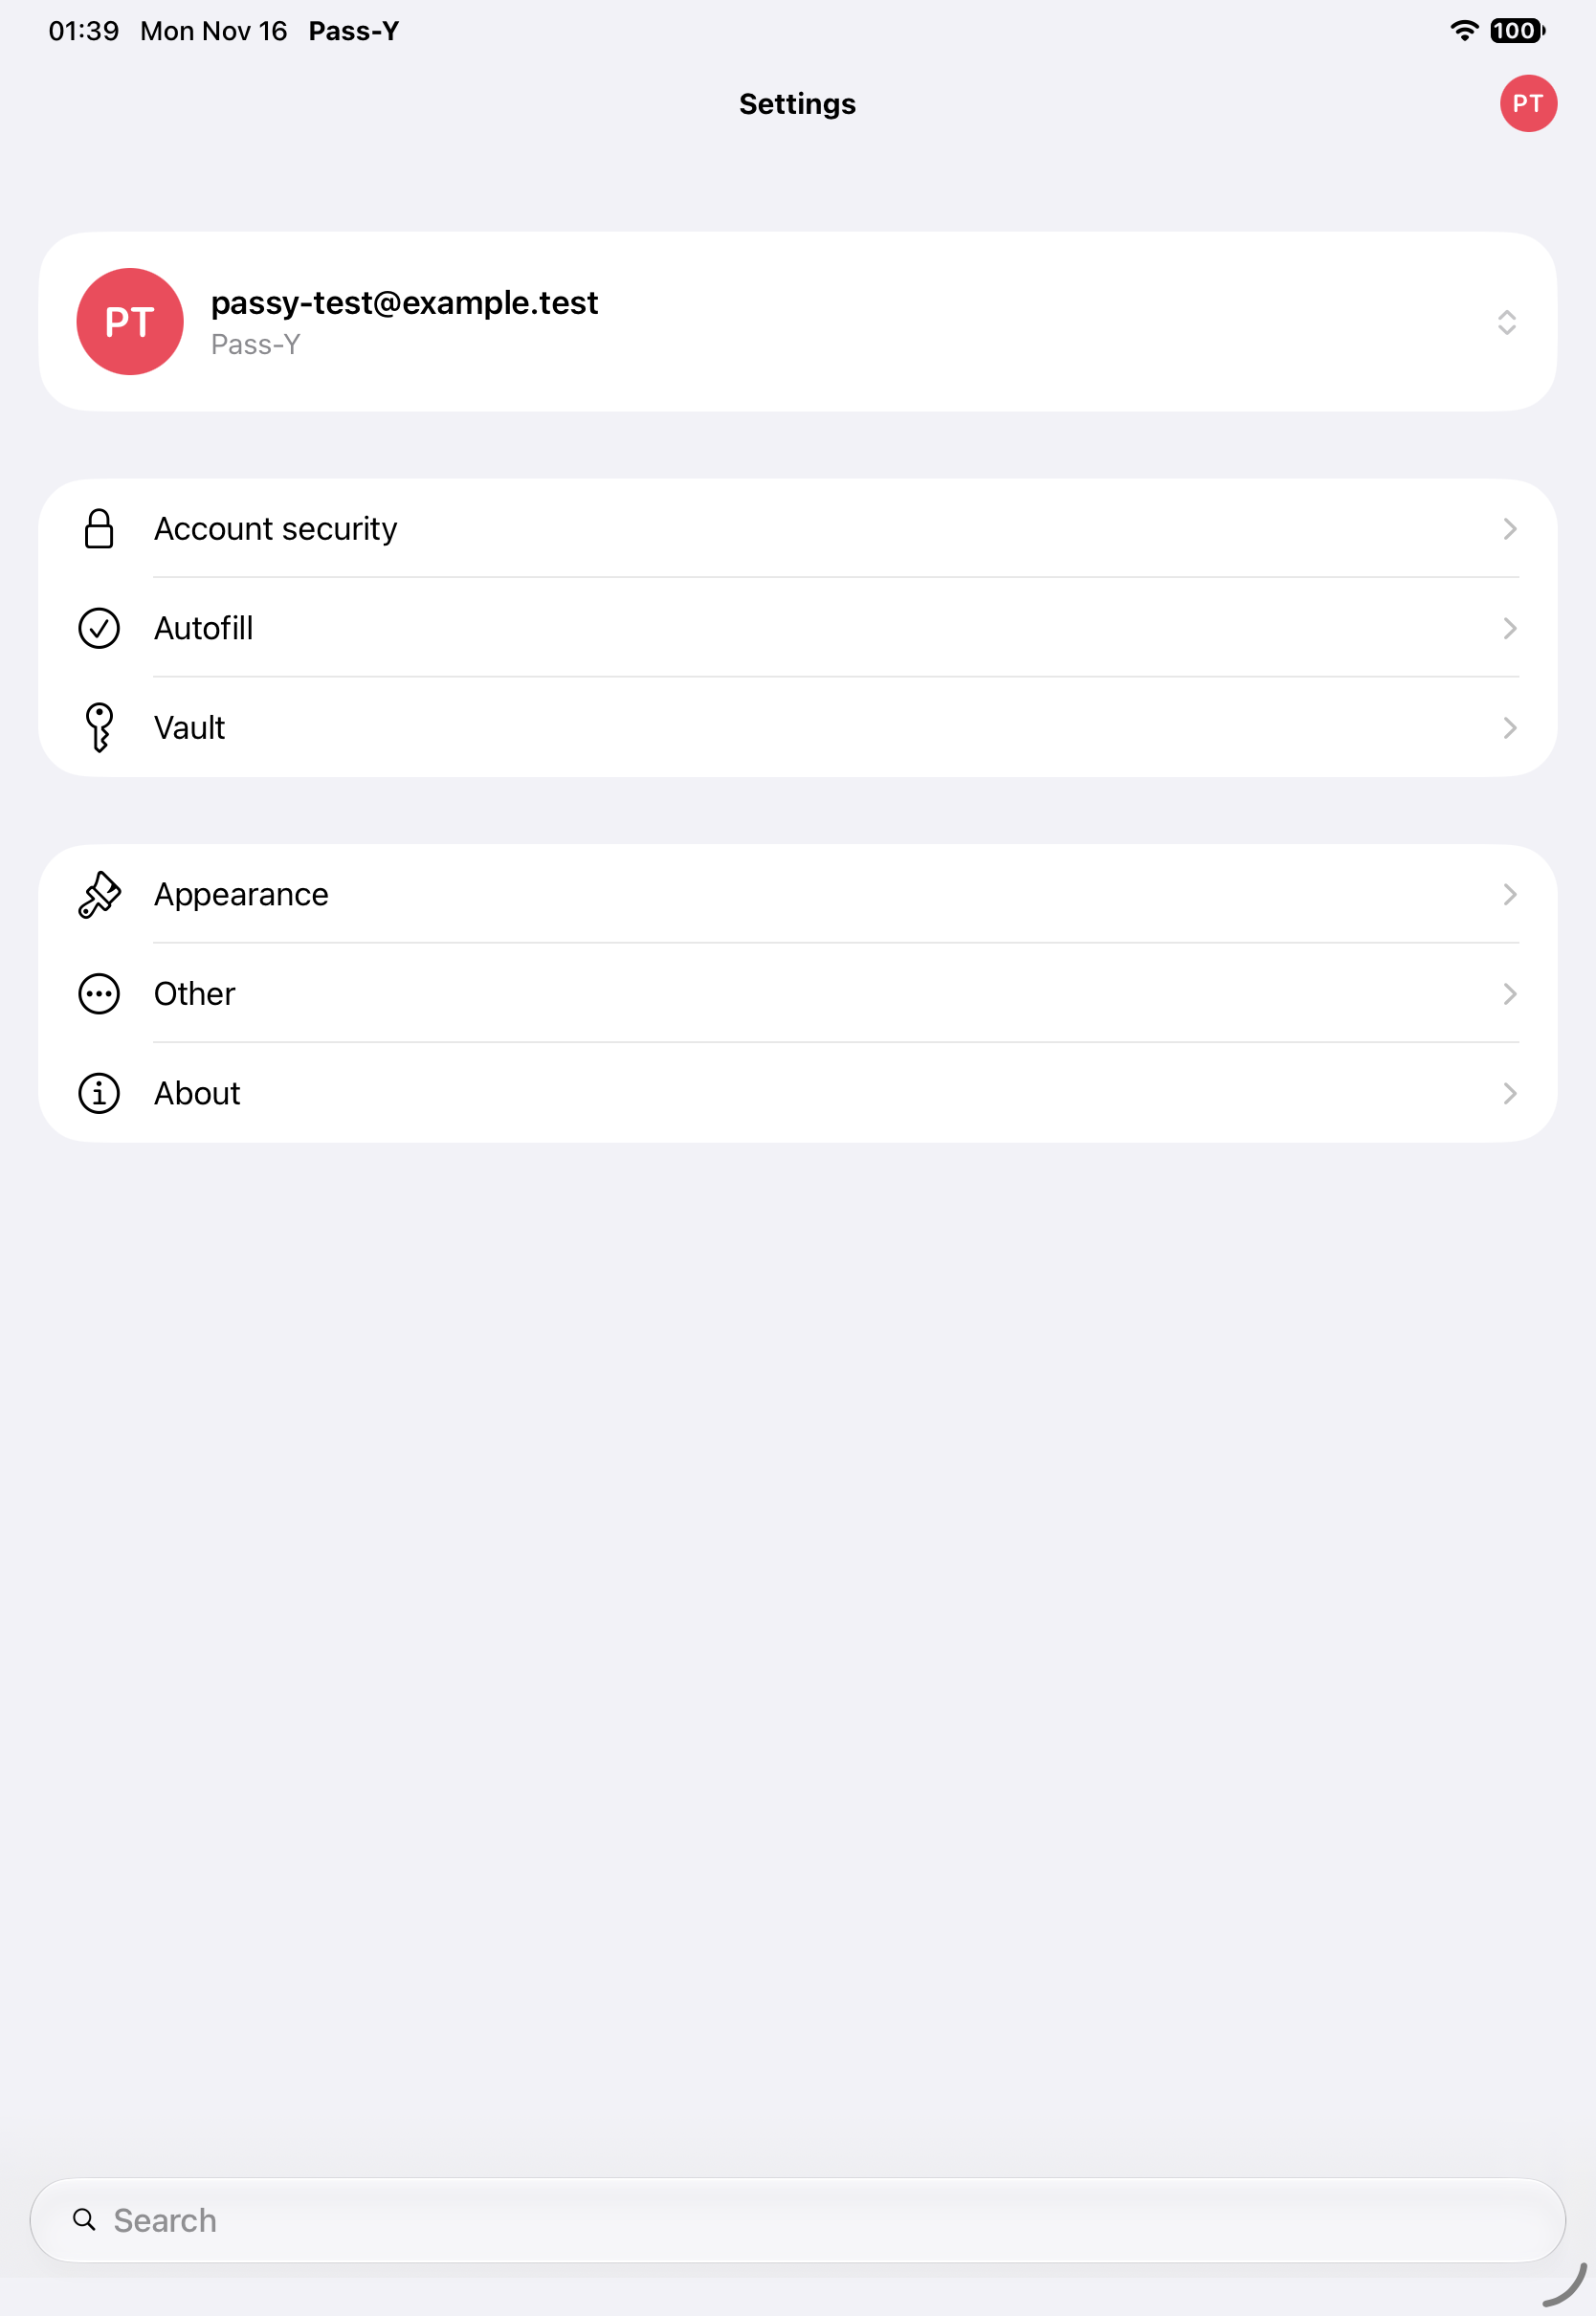 01:39 Mon Nov 16 Pass-Y
100
Settings
PT
PT
passy-test@example.test
Pass-Y
Account security
Autofill
Vault
Appearance
Other
About
Search